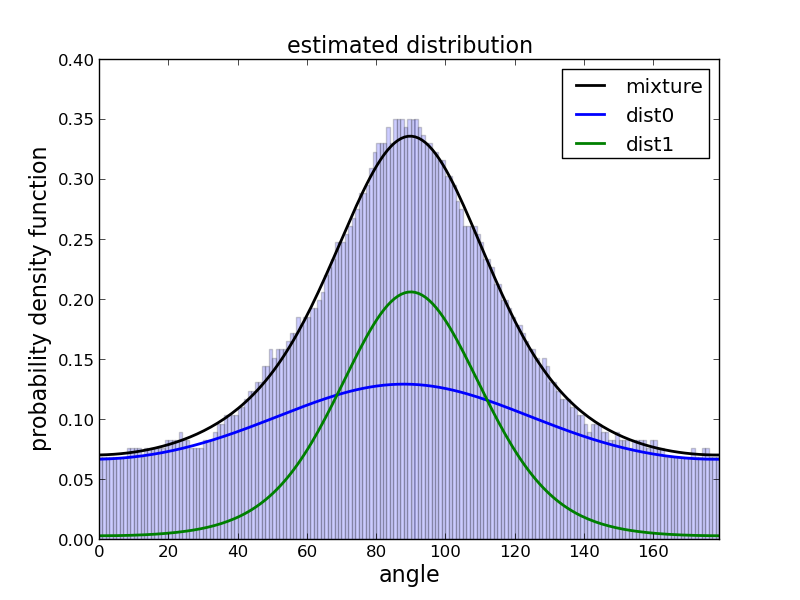 estimated distribution
mixture
dist0
dist1
probability density function
0.40
0.35
0.30
0.25
0.20
0.15
0.10
0.05
0.00
0 20 40 60 80 100 120 140 160
angle